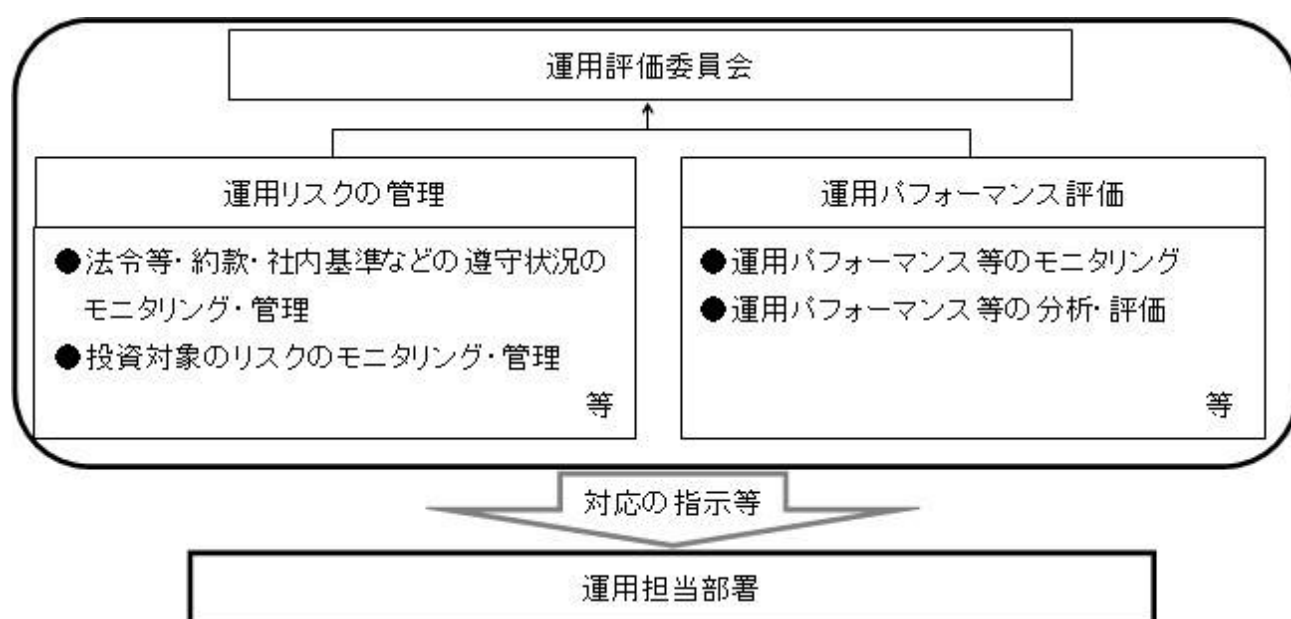 運用評価委員会
運用リスクの管理
●法令等・約款・社内基準などの遵守状況の
モニタリング・管理
●投資対象のリスクのモニタリング・管理
等
運用パフォーマンス評価
●運用パフォーマンス等のモニタリング
●運用パフォーマンス等の分析・評価
等
対応の指示等
運用担当部署